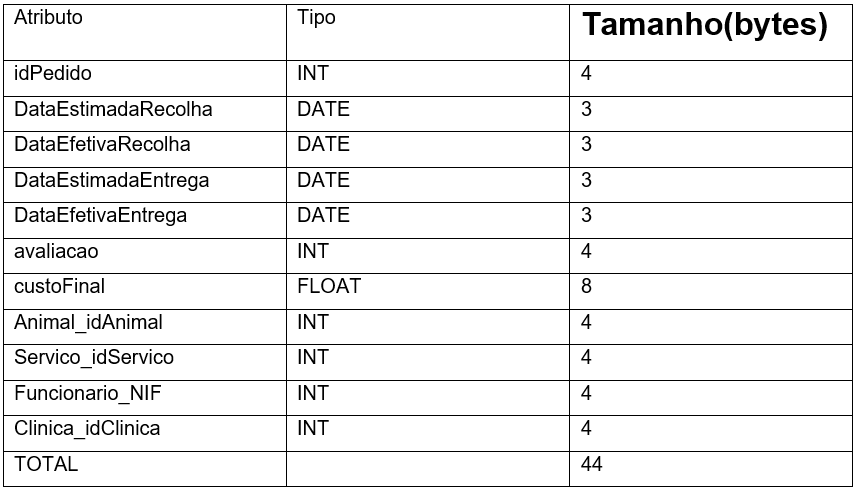 Atributo Tipo Tamanho(bytes)
idPedido INT 4
DataEstimadaRecolha DATE 3
DataEfetivaRecolha DATE 3
DataEstimadaEntrega DATE 3
DataEfetivaEntrega DATE 3
avaliacao INT 4
custoFinal FLOAT 8
Animal_idAnimal INT 4
Servico_idServico INT 4
Funcionario_NIF INT 4
Clinica_idClinica INT 4
TOTAL 44